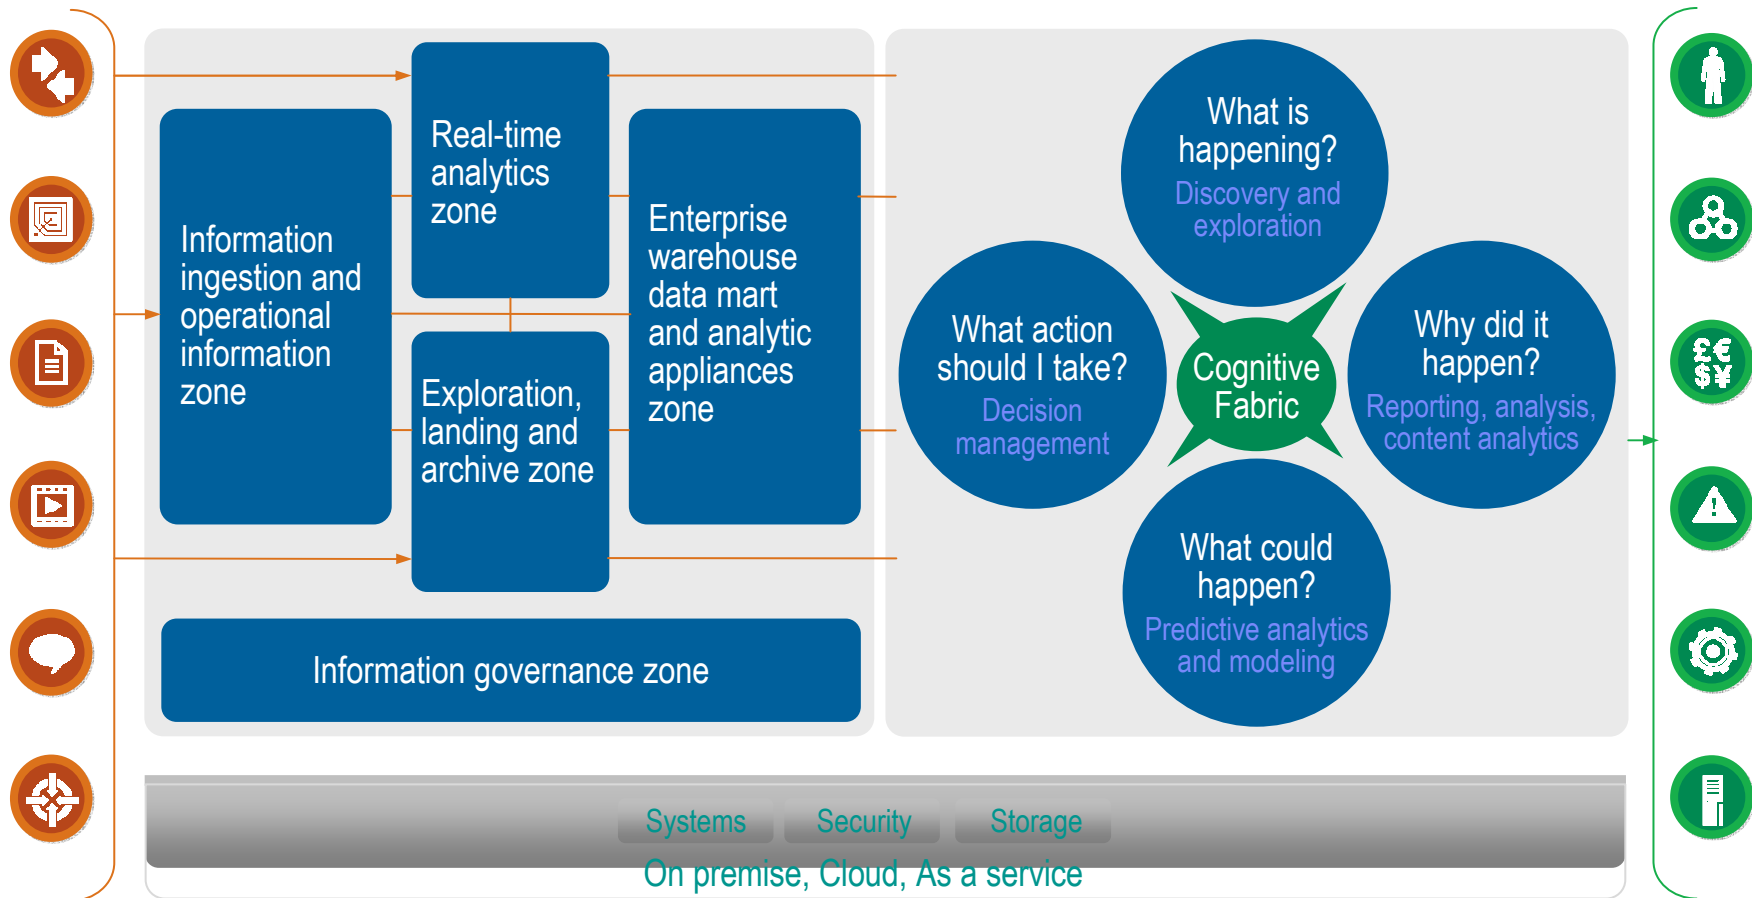 Information
ingestion and
operational
information
zone
Real-time
analytics
zone
Exploration,
landing and
archive zone
Enterprise
warehouse
data mart
and analytic
appliances
zone
Information governance zone
What is
happening?
Discovery and
exploration
What action
should I take?
Decision
management
Cognitive
Fabric
Why did it
happen?
Reporting, analysis,
content analytics
What could
happen?
Predictive analytics
and modeling
£€
$¥
Systems
Security
Storage
On premise, Cloud, As a service